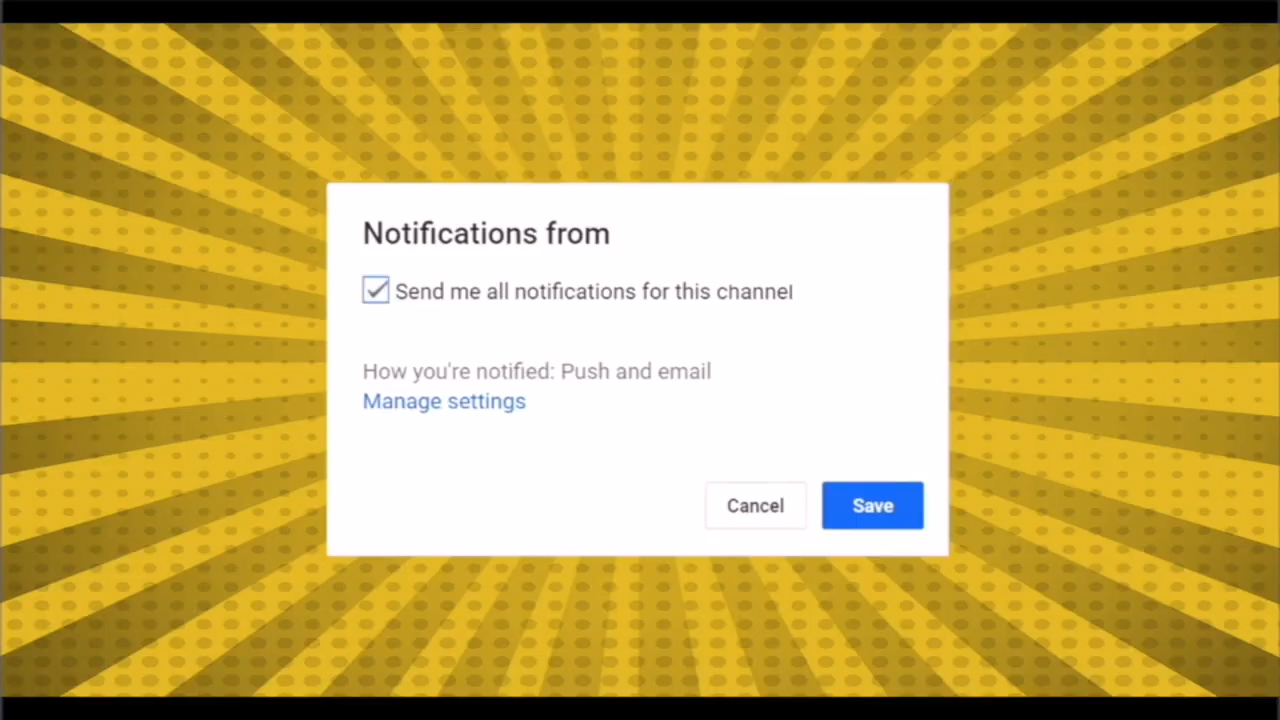 Notifications from
Send me all notifications for this channel
How you're notified: Push and email
Manage settings
Cancel Save